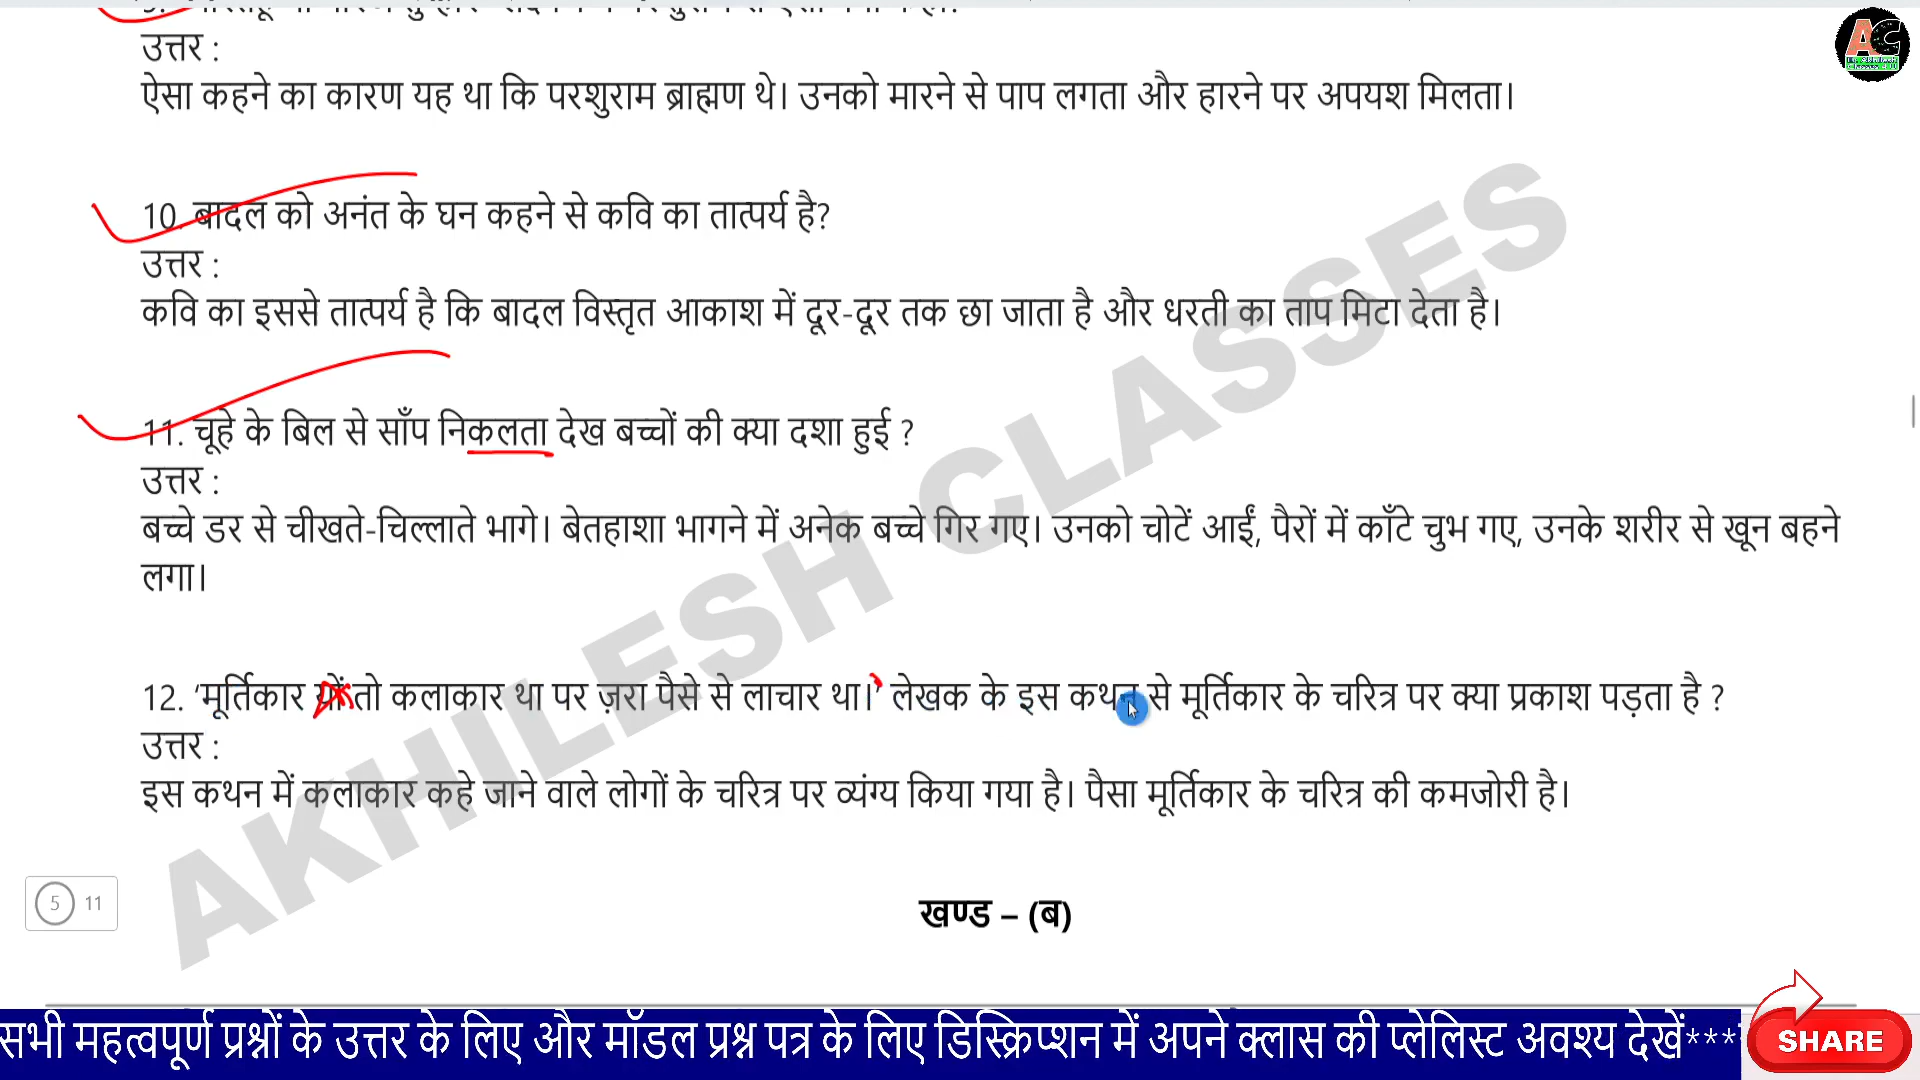 उत्तर :
ऐसा कहने का कारण यह था कि परशुराम ब्राह्मण थे। उनको मारने से पाप लगता और हारने पर अपयश मिलता।
10. बादल को अनंत के घन कहने से कवि का तात्पर्य है?
उत्तर :
कवि का इससे तात्पर्य है कि बादल विस्तृत आकाश में दूर-दूर तक छा जाता है और धरती का ताप मिटा देता है।
11. चूहे के बिल से साँप निकलता देख बच्चों की क्या दशा हुई ?
उत्तर :
बच्चे डर से चीखते-चिल्लाते भागे। बेतहाशा भागने में अनेक बच्चे गिर गए। उनको चोटें आईं, पैरों में काँटे चुभ गए, उनके शरीर से खून बहने
लगा।
12. ‘मूर्तिकार यों तो कलाकार था पर ज़रा पैसे से लाचार था।’ लेखक के इस कथन से मूर्तिकार के चरित्र पर क्या प्रकाश पड़ता है ?
उत्तर :
इस कथन में कलाकार कहे जाने वाले लोगों के चरित्र पर व्यंग्य किया गया है। पैसा मूर्तिकार के चरित्र की कमजोरी है।
AKHILESH CLASSES
5 11
खण्ड – (ब)
सभी महत्वपूर्ण प्रश्नों के उत्तर के लिए और मॉडल प्रश्न पत्र के लिए डिस्क्रिप्शन में अपने क्लास की प्लेलिस्ट अवश्य देखें***
SHARE
AC